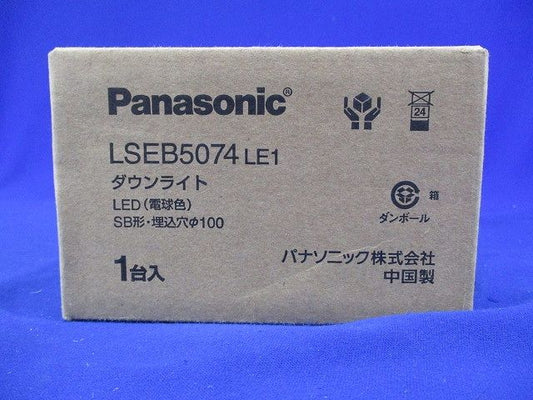 Panasonic®
LSEB5074 LE1
ダウンライト
LED(電球色)
SB形・埋込穴Φ100
1台入
24
箱
ダンボール
パナソニック株式会社
中国製